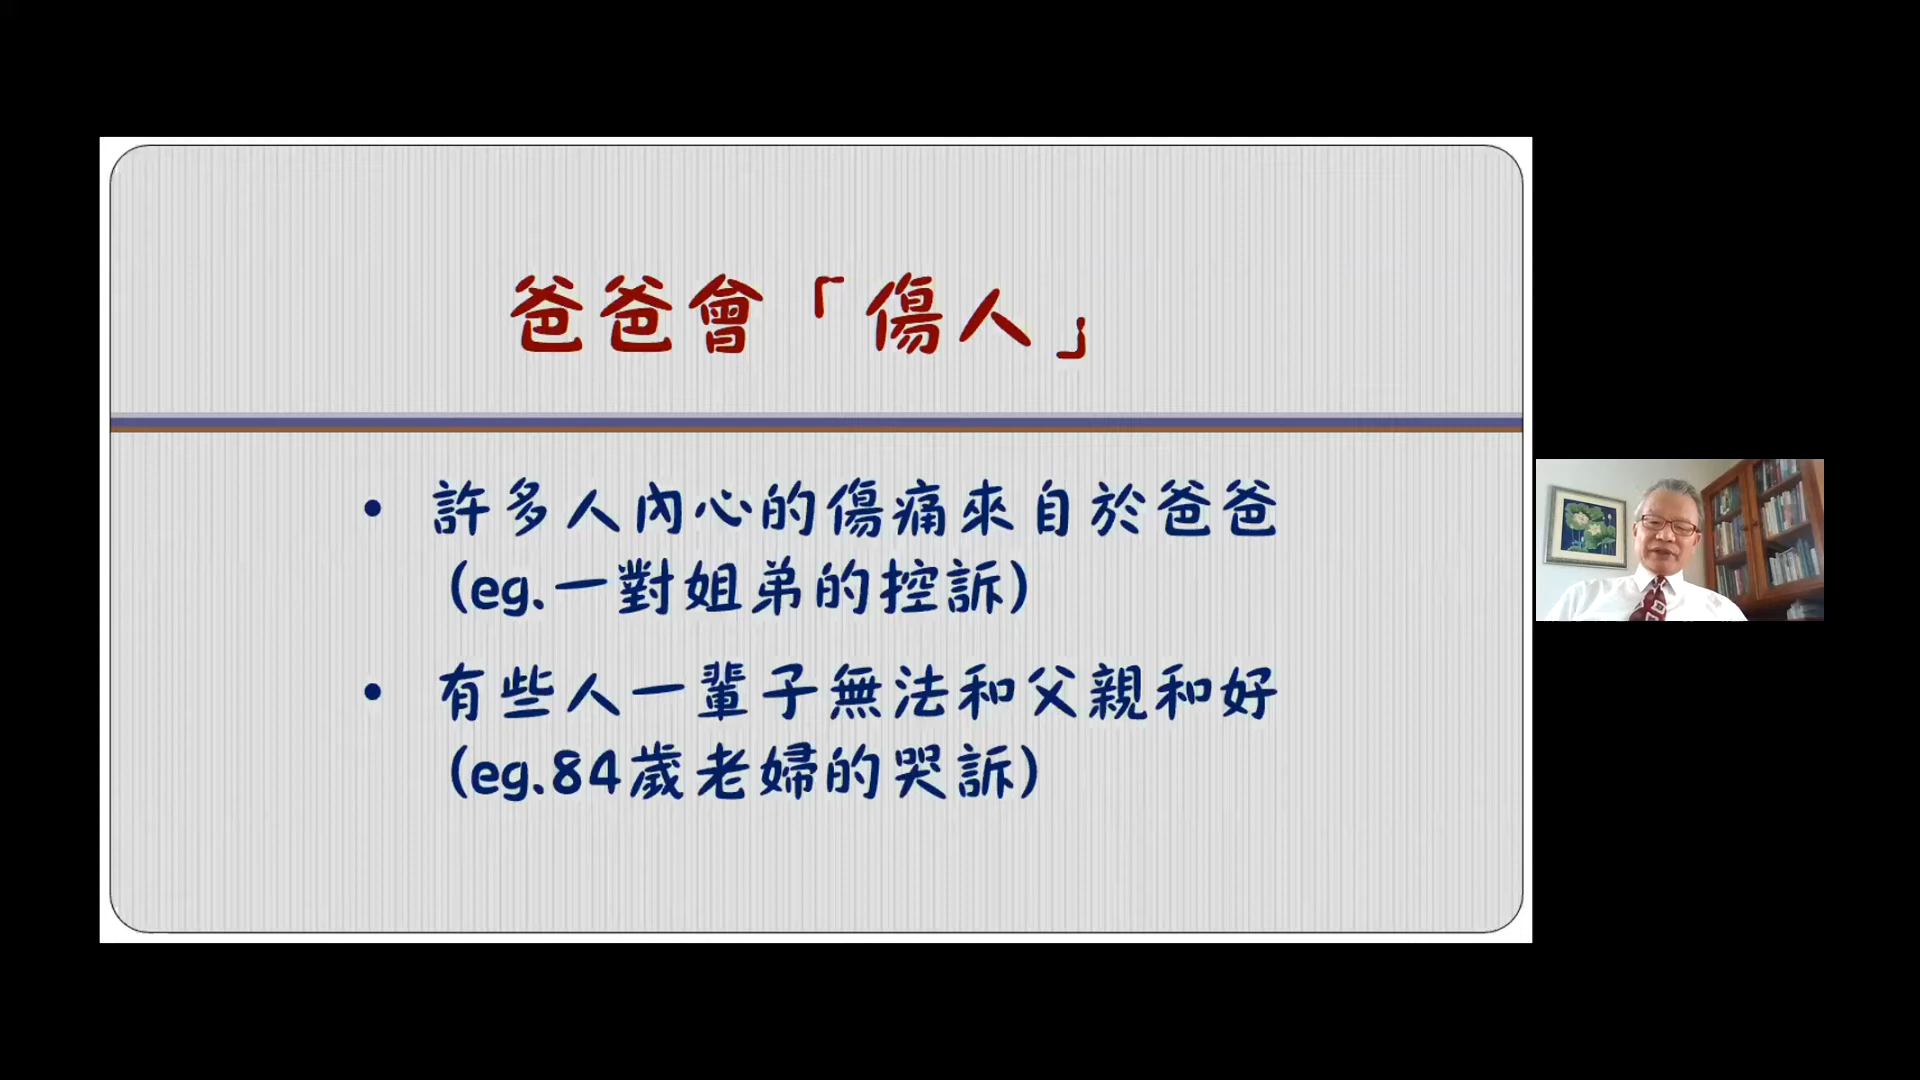 爸爸會「傷人」
• 許多人內心的傷痛來自於爸爸
(eg.一對姐弟的控訴)
• 有些人一輩子無法和父親和好
(eg.84歲老婦的哭訴)